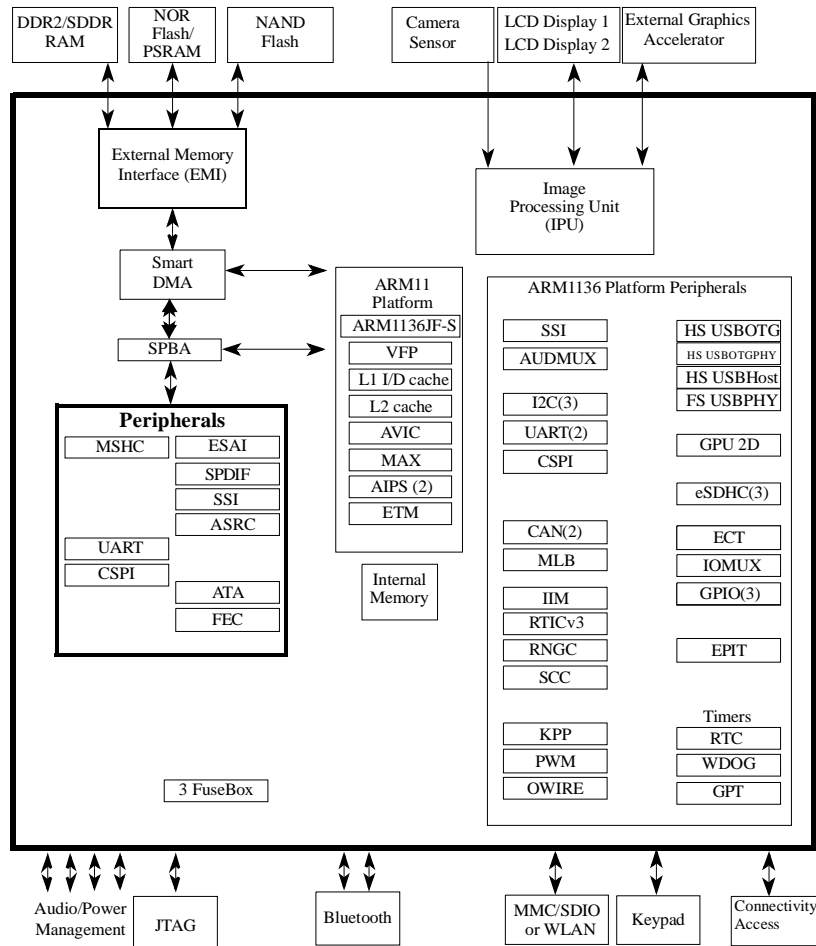 DDR2/SDDR
RAM
NOR
Flash/
PSRAM
NAND
Flash
Camera
Sensor
LCD Display 1
LCD Display 2
External Graphics
Accelerator
External Memory
Interface (EMI)
Image
Processing Unit
(IPU)
Smart
DMA
SPBA
ARM11
Platform
ARM1136JF-S
VFP
L1 I/D cache
L2 cache
AVIC
MAX
AIPS (2)
ETM
Internal
Memory
Peripherals
MSHC
ESAI
SPDIF
SSI
ASRC
UART
CSPI
ATA
FEC
ARM1136 Platform Peripherals
SSI
AUDMUX
I2C(3)
UART(2)
CSPI
CAN(2)
MLB
IIM
RTICv3
RNGC
SCC
KPP
PWM
OWIRE
HS USBOTG
HS USBOTGPHY
HS USBHost
FS USBPHY
GPU 2D
eSDHC(3)
ECT
IOMUX
GPIO(3)
EPIT
Timers
RTC
WDOG
GPT
3 FuseBox
Audio/Power
Management
JTAG
Bluetooth
MMC/SDIO
or WLAN
Keypad
Connectivity
Access